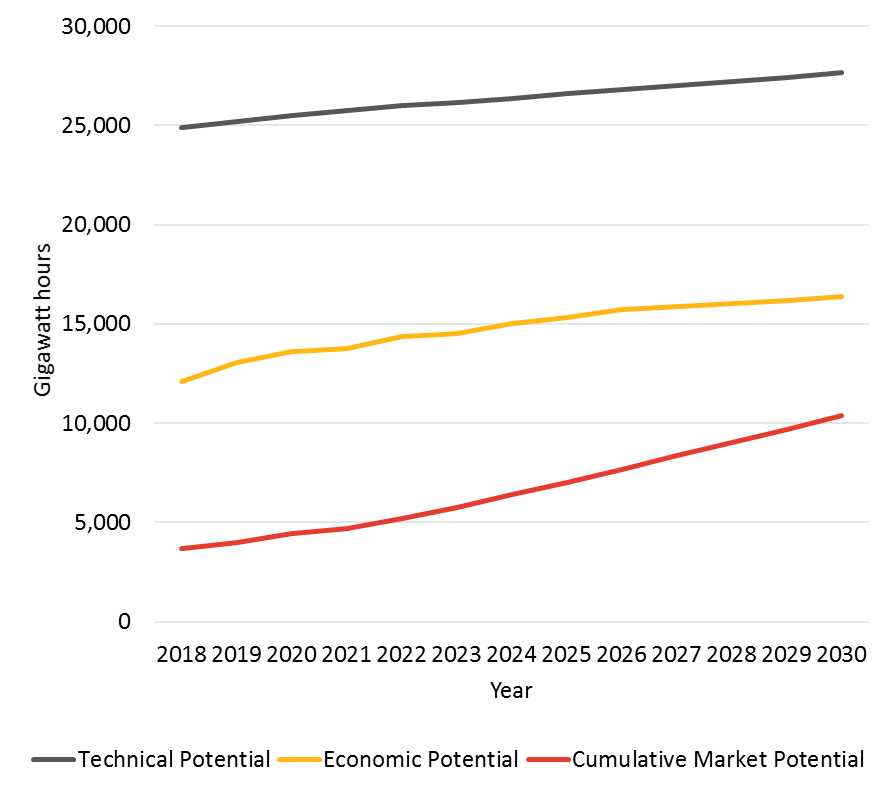 30,000
25,000
20,000
15,000
10,000
5,000
0
Gigawatt hours
2018 2019 2020 2021 2022 2023 2024 2025 2026 2027 2028 2029 2030
Year
Technical Potential Economic Potential Cumulative Market Potential